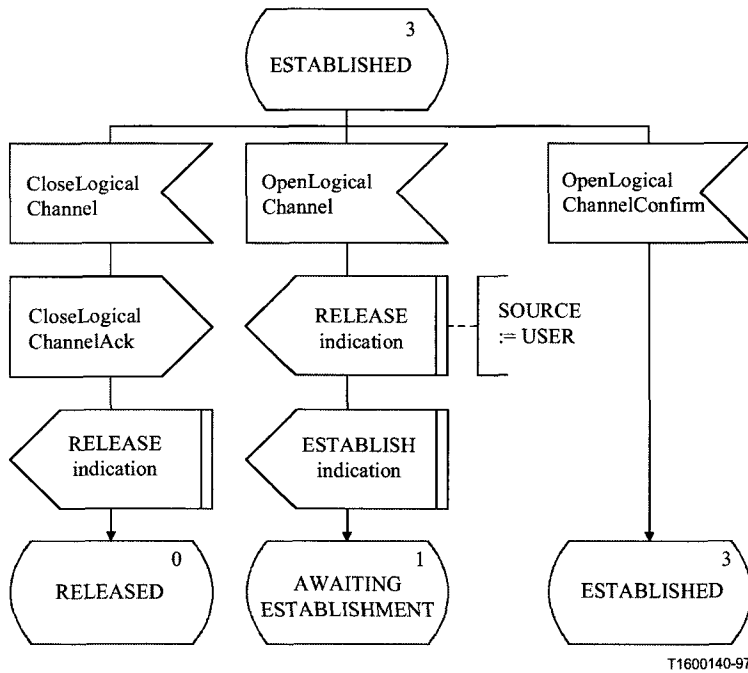 3
ESTABLISHED
CloseLogical
Channel
OpenLogical
Channel
OpenLogical
ChannelConfirm
CloseLogical
ChannelAck
RELEASE
indication
SOURCE
:= USER
RELEASE
indication
ESTABLISH
indication
0
RELEASED
1
AWAITING
ESTABLISHMENT
3
ESTABLISHED
T1600140-97